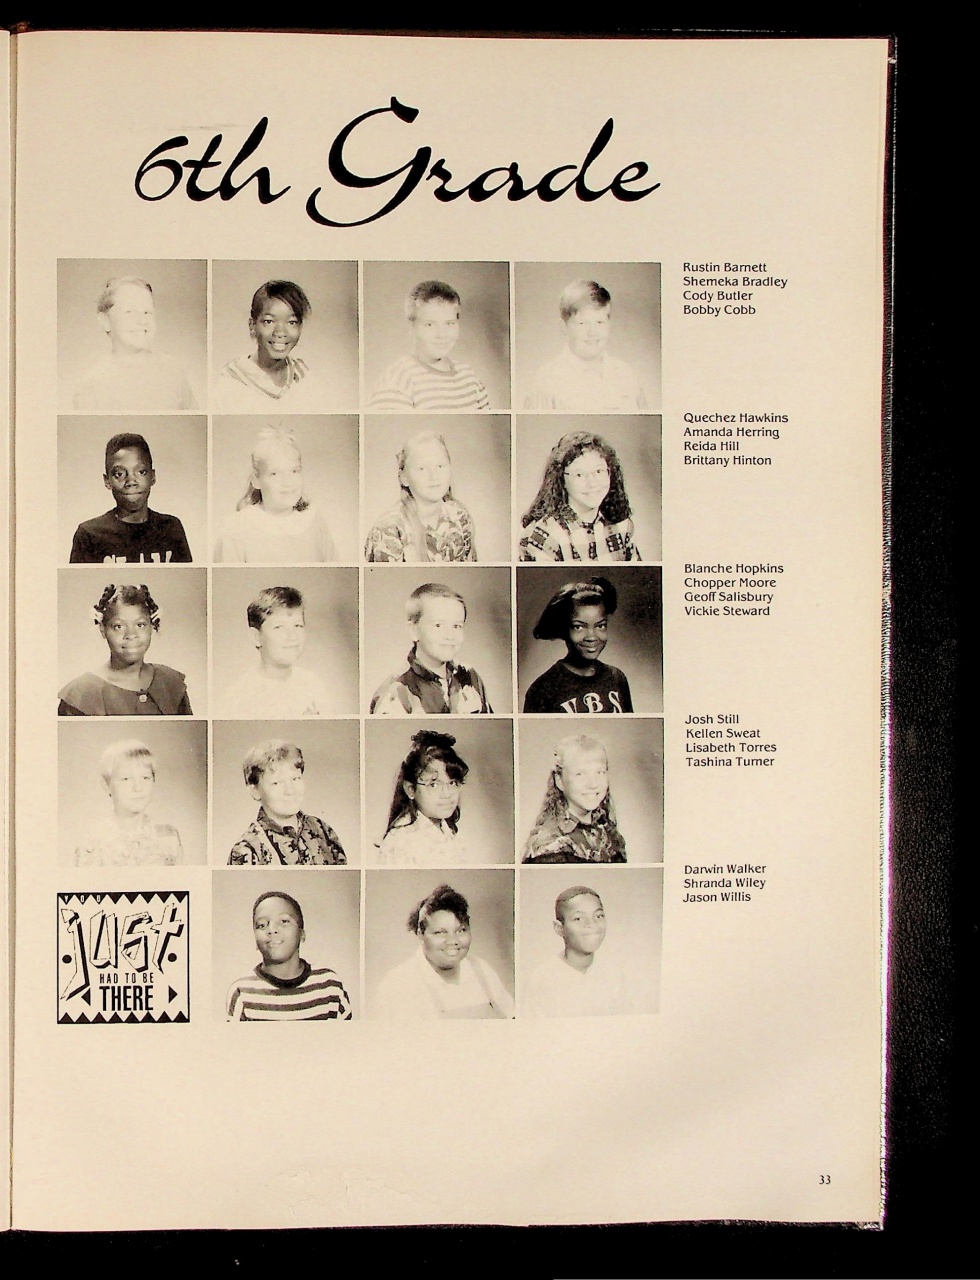 6th Grade
Rustin Barnett
Shemeka Bradley
Cody Butler
Bobby Cobb
Quechez Hawkins
Amanda Herring
Reida Hill
Brittany Hinton
Blanche Hopkins
Chopper Moore
Geoff Salisbury
Vickie Steward
VBS
Josh Still
Kellen Sweat
Lisabeth Torres
Tashina Turner
Darwin Walker
Shranda Wiley
Jason Willis
YOU
just
HAD TO BE
THERE
33